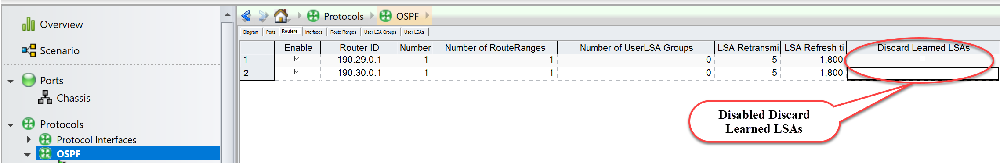 Overview
Scenario
Ports
Chassis
Protocols
Protocol Interfaces
OSPF
Protocols OSPF
Diagram Ports Routers Interfaces Route Ranges User LSA Groups User LSAs
Enable Router ID Number Number of RouteRanges Number of UserLSA Groups LSA Retransmi LSA Refresh ti Discard Learned LSAs
1 190.29.0.1 1 1 0 5 1,800
2 190.30.0.1 1 1 0 5 1,800
Disabled Discard
Learned LSAs